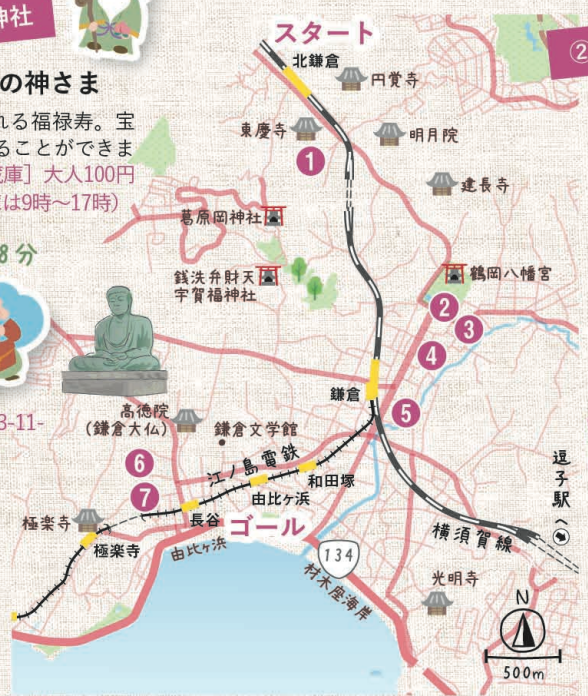 神社
②
の神さま
れる福禄寿。宝
ることができま
蔵庫］大人100円
は9時～17時）
8分
3-11-
スタート
北鎌倉
円覚寺
東慶寺
明月院
1
建長寺
葛原岡神社
銭洗弁財天
宇賀福神社
鶴岡八幡宮
2
3
4
鎌倉
5
高徳院
（鎌倉大仏）
鎌倉文学館
6
江ノ島電鉄
和田塚
由比ヶ浜
7
長谷
ゴール
極楽寺
極楽寺
由比ヶ浜
134
材木座海岸
横須賀線
逗子駅へ
光明寺
N
500m